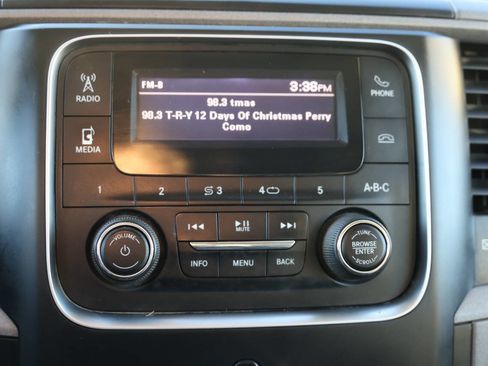 FM-B 3:38PM
98.3 tmas
98.3 T-R-Y 12 Days Of Christmas Perry
Como
RADIO
PHONE
MEDIA
1 2 3 4 5 A•B•C
VOLUME
MUTE
INFO MENU BACK
TUNE
BROWSE
ENTER
SCROLL